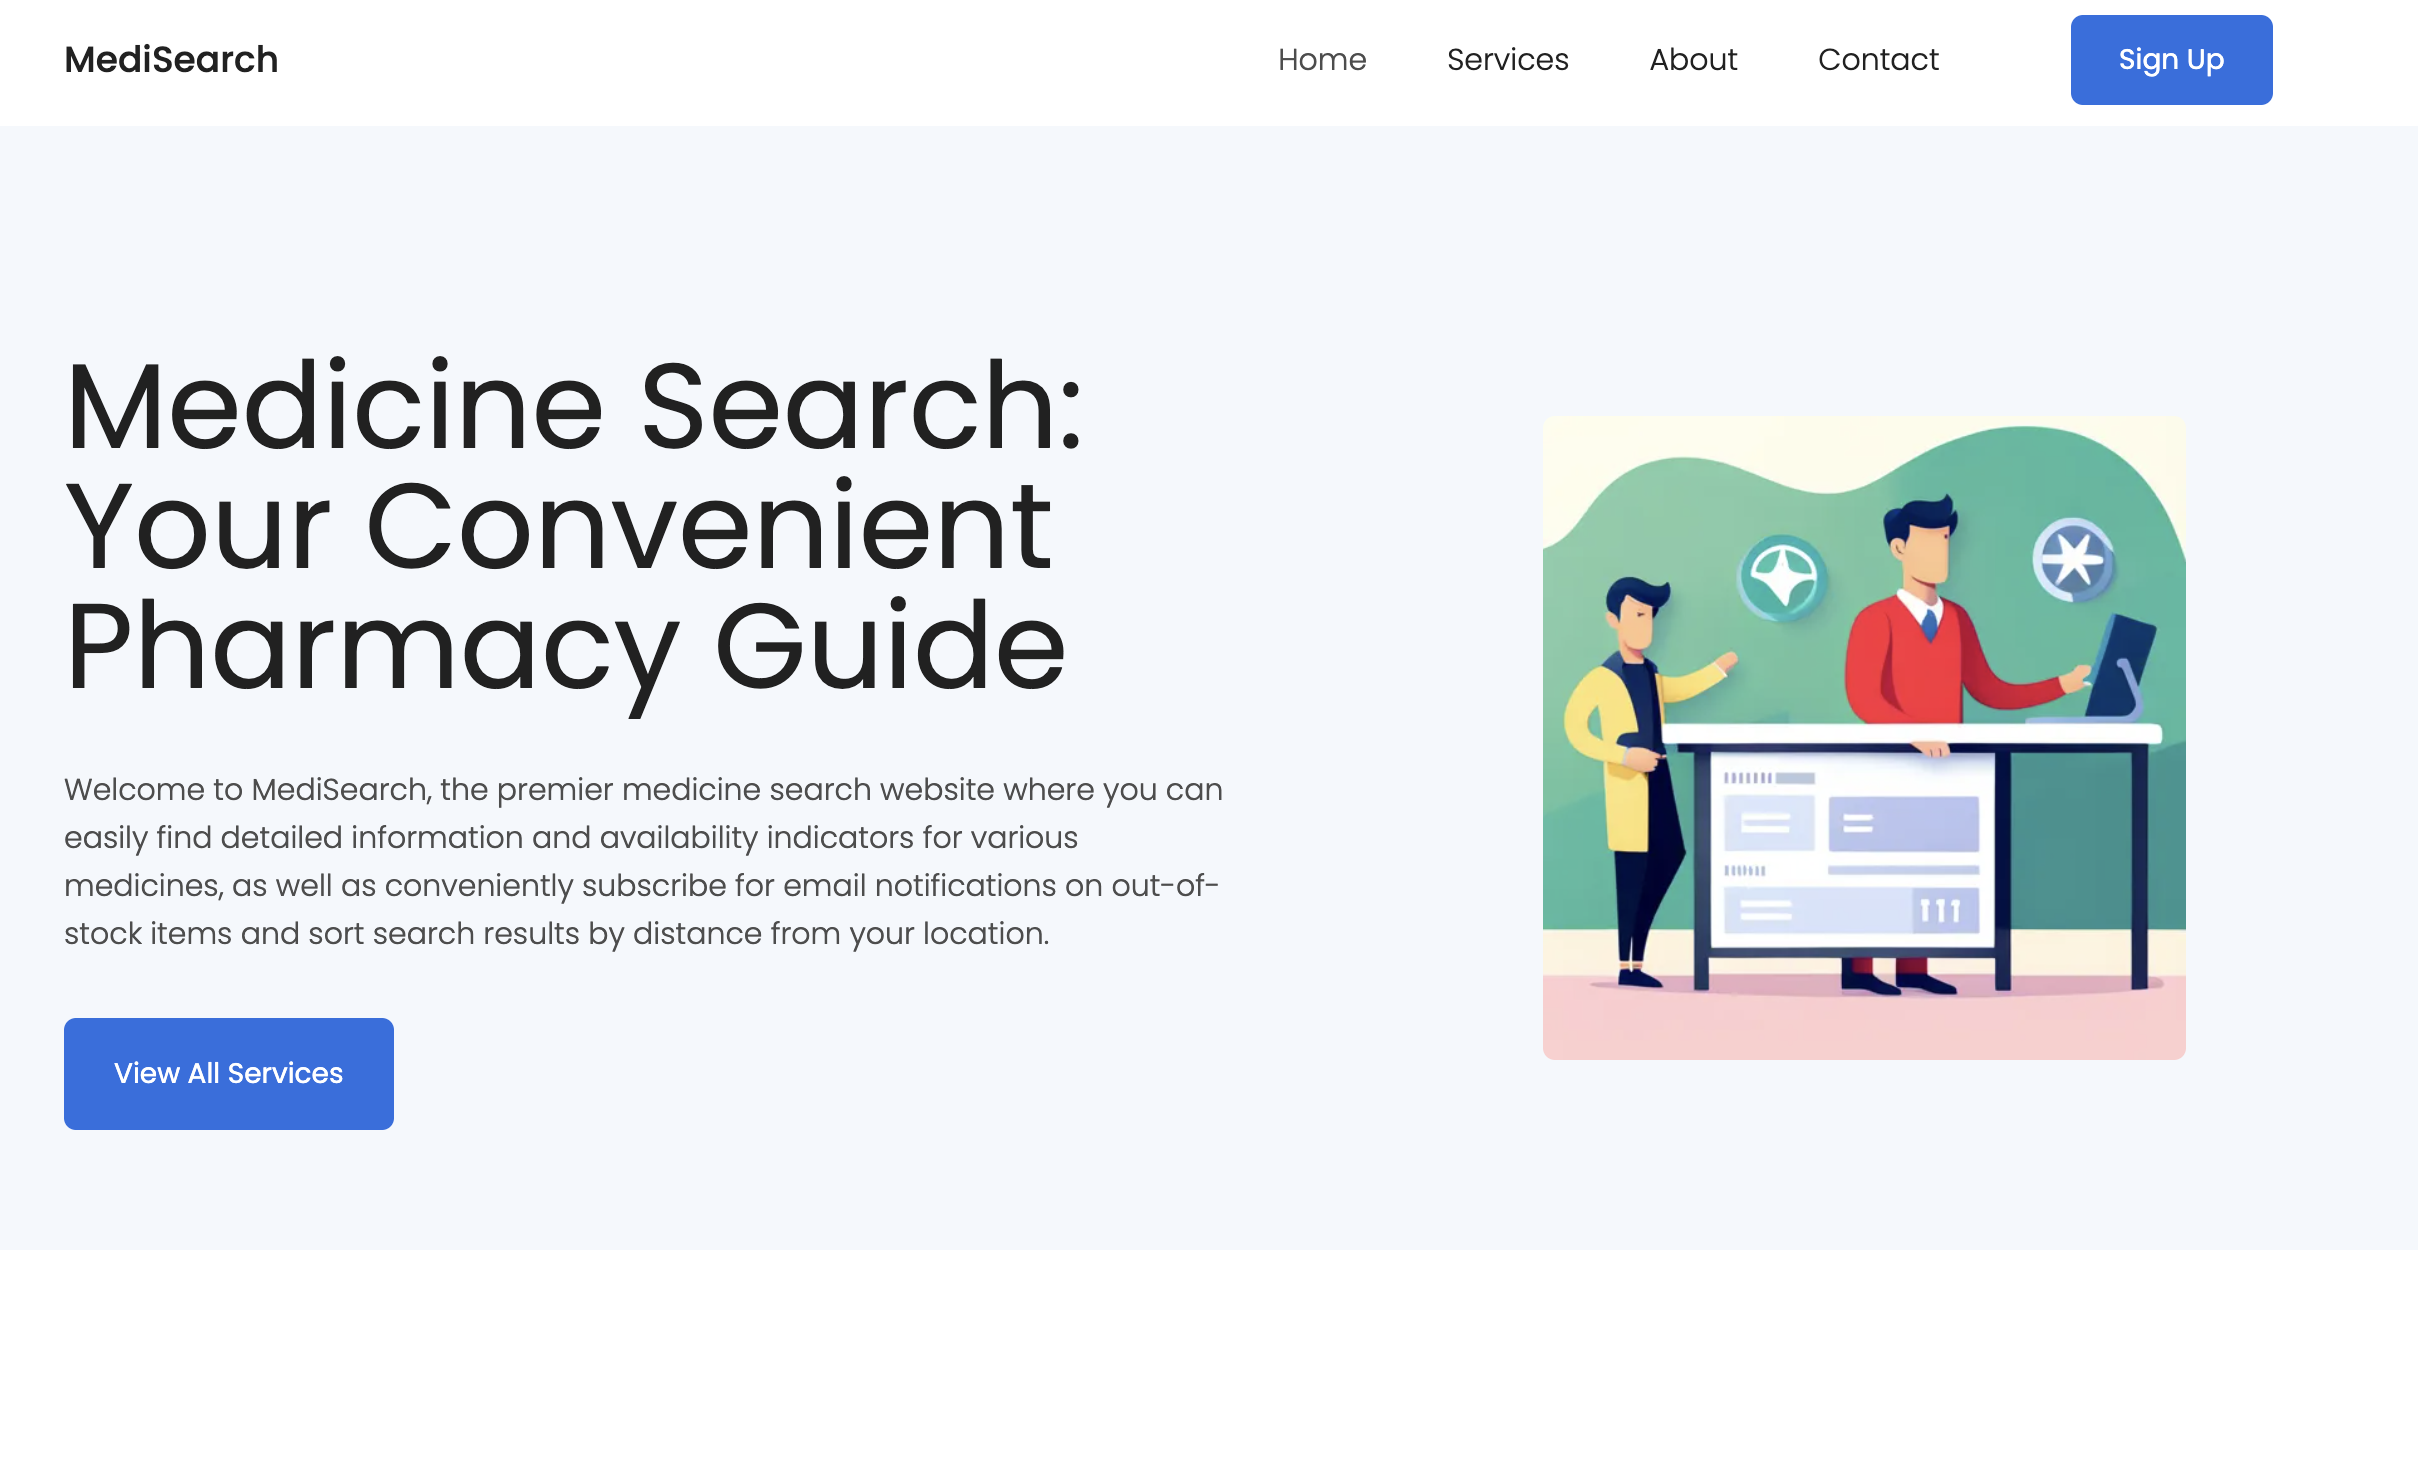 MediSearch
Home
Services
About
Contact
Sign Up
Medicine Search:
Your Convenient
Pharmacy Guide
Welcome to MediSearch, the premier medicine search website where you can
easily find detailed information and availability indicators for various
medicines, as well as conveniently subscribe for email notifications on out-of-
stock items and sort search results by distance from your location.
View All Services